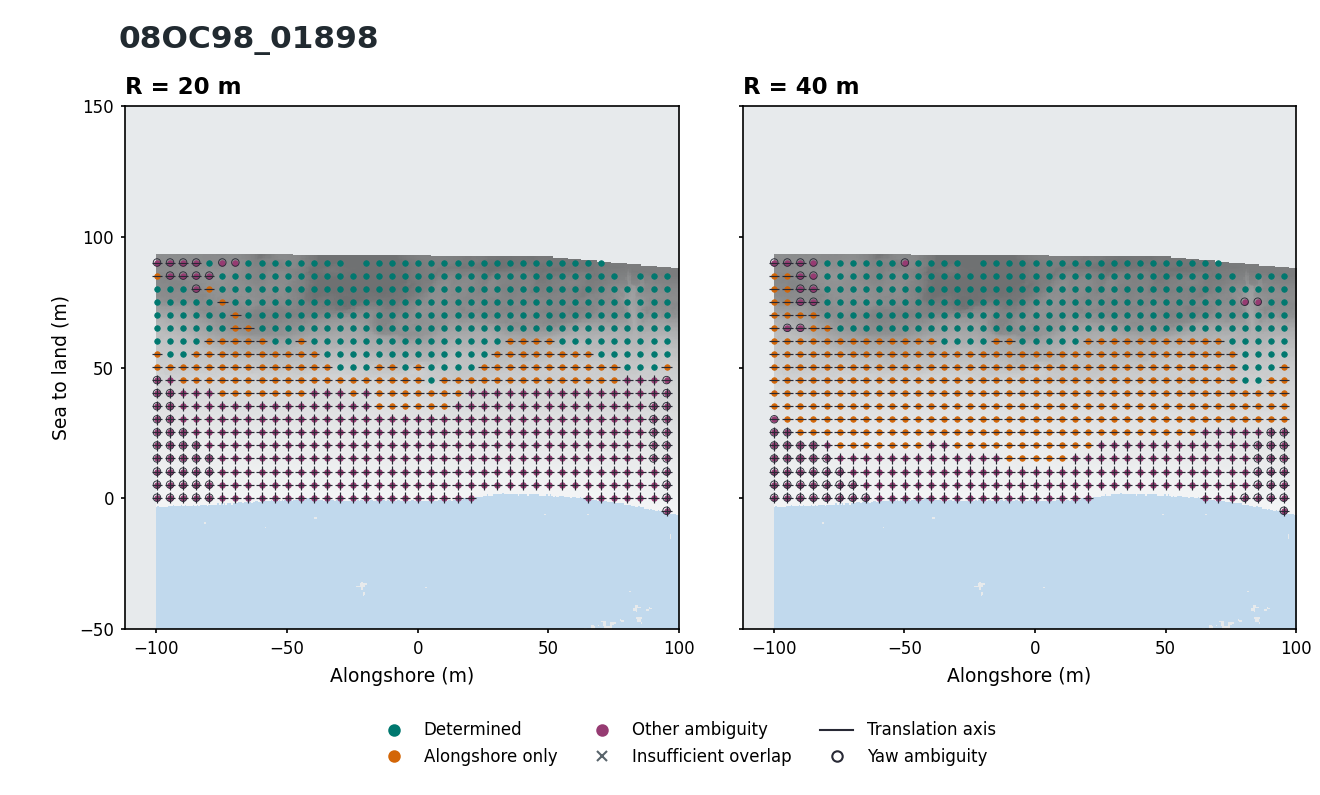 08OC98_01898
R = 20 m
R = 40 m
150
100
50
0
−50
Sea to land (m)
−100
−50
0
50
100
−100
−50
0
50
100
Alongshore (m)
Alongshore (m)
Determined
Other ambiguity
Translation axis
Alongshore only
Insufficient overlap
Yaw ambiguity